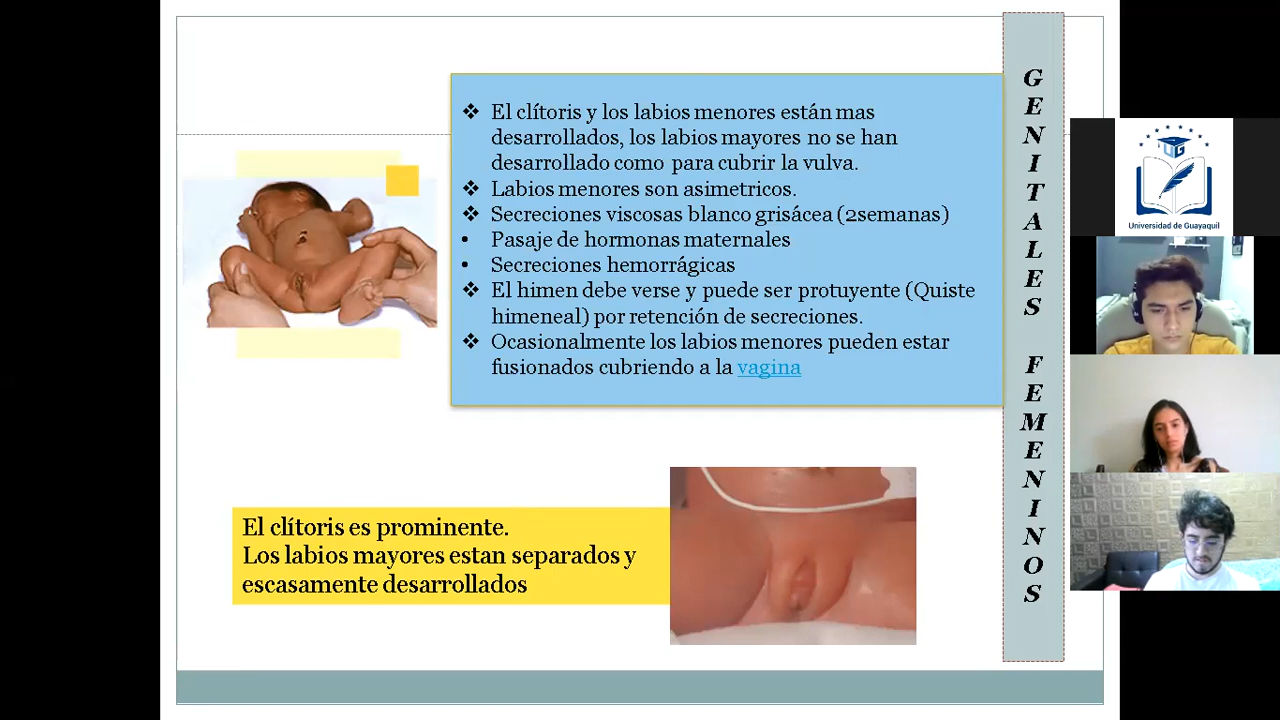 ❖ El clítoris y los labios menores están mas
desarrollados, los labios mayores no se han
desarrollado como para cubrir la vulva.
❖ Labios menores son asimetricos.
❖ Secreciones viscosas blanco grisácea (2semanas)
• Pasaje de hormonas maternales
• Secreciones hemorrágicas
❖ El himen debe verse y puede ser protuyente (Quiste
himeneal) por retención de secreciones.
❖ Ocasionalmente los labios menores pueden estar
fusionados cubriendo a la vagina
El clítoris es prominente.
Los labios mayores estan separados y
escasamente desarrollados
GENITALES FEMENINOS
UG
Universidad de Guayaquil